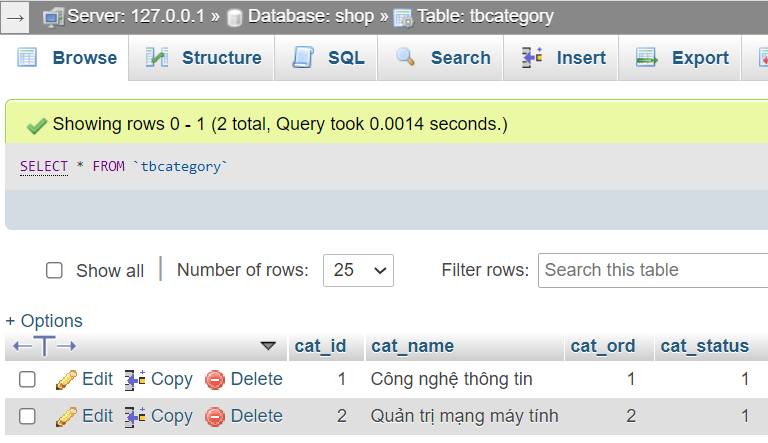 Server: 127.0.0.1 » Database: shop » Table: tbcategory
Browse Structure SQL Search Insert Export
Showing rows 0 - 1 (2 total, Query took 0.0014 seconds.)
SELECT * FROM `tbcategory`
Show all Number of rows: 25 Filter rows: Search this table
+ Options
cat_id cat_name cat_ord cat_status
Edit Copy Delete 1 Công nghệ thông tin 1 1
Edit Copy Delete 2 Quản trị mạng máy tính 2 1